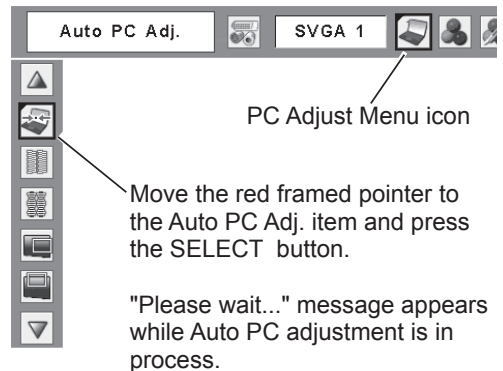 Auto PC Adj.
SVGA 1
PC Adjust Menu icon
Move the red framed pointer to
the Auto PC Adj. item and press
the SELECT button.
"Please wait..." message appears
while Auto PC adjustment is in
process.